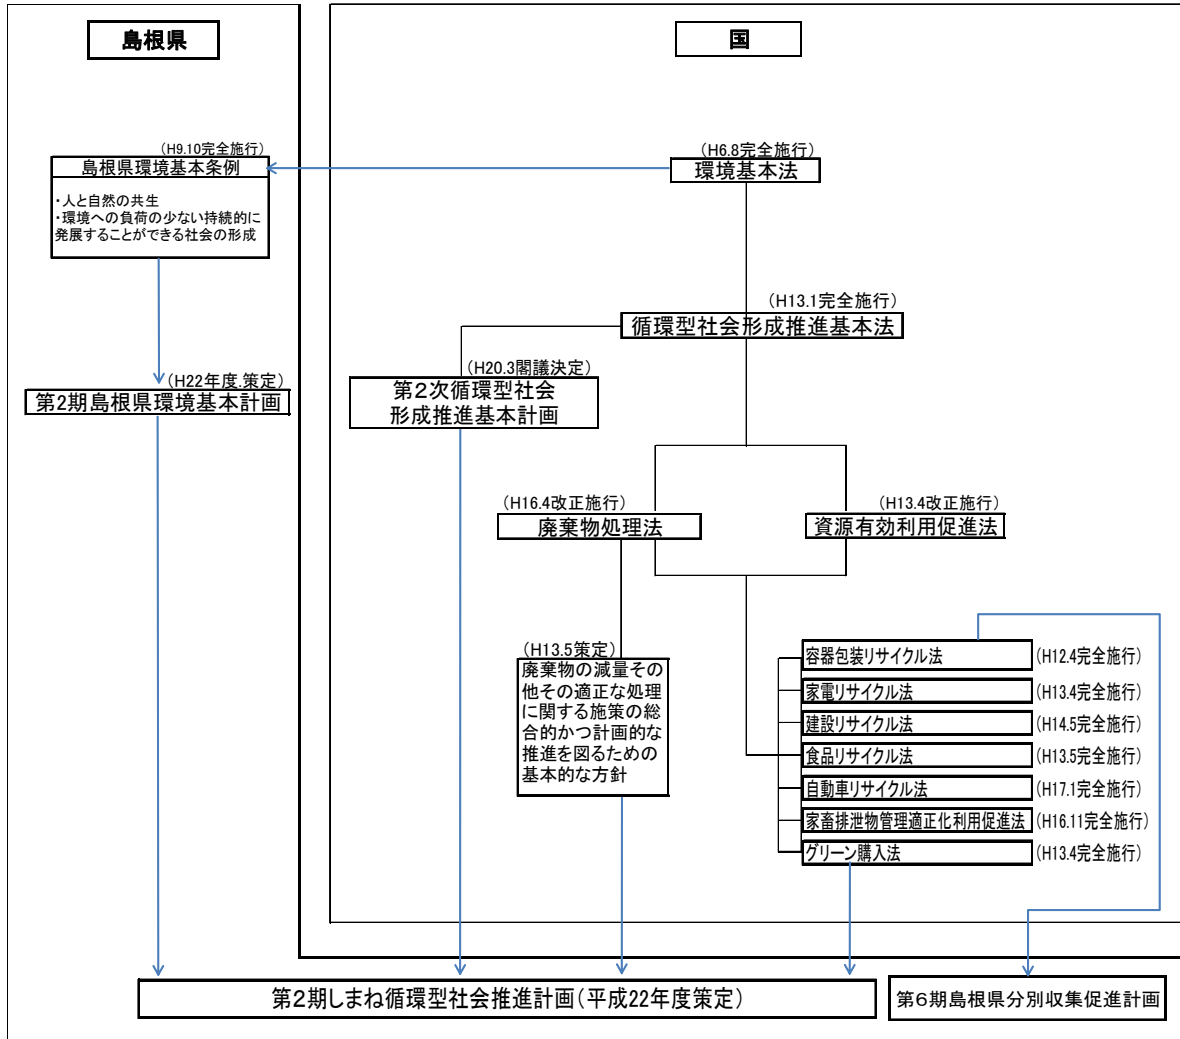 島根県
国
(H9.10完全施行)
島根県環境基本条例
・人と自然の共生
・環境への負荷の少ない持続的に
発展することができる社会の形成
(H6.8完全施行)
環境基本法
(H13.1完全施行)
循環型社会形成推進基本法
(H22年度.策定)
第2期島根県環境基本計画
(H20.3閣議決定)
第2次循環型社会
形成推進基本計画
(H16.4改正施行)
廃棄物処理法
(H13.4改正施行)
資源有効利用促進法
(H13.5策定)
廃棄物の減量その
他その適正な処理
に関する施策の総
合的かつ計画的な
推進を図るための
基本的な方針
容器包装リサイクル法 (H12.4完全施行)
家電リサイクル法 (H13.4完全施行)
建設リサイクル法 (H14.5完全施行)
食品リサイクル法 (H13.5完全施行)
自動車リサイクル法 (H17.1完全施行)
家畜排泄物管理適正化利用促進法 (H16.11完全施行)
グリーン購入法 (H13.4完全施行)
第2期しまね循環型社会推進計画(平成22年度策定)
第6期島根県分別収集促進計画